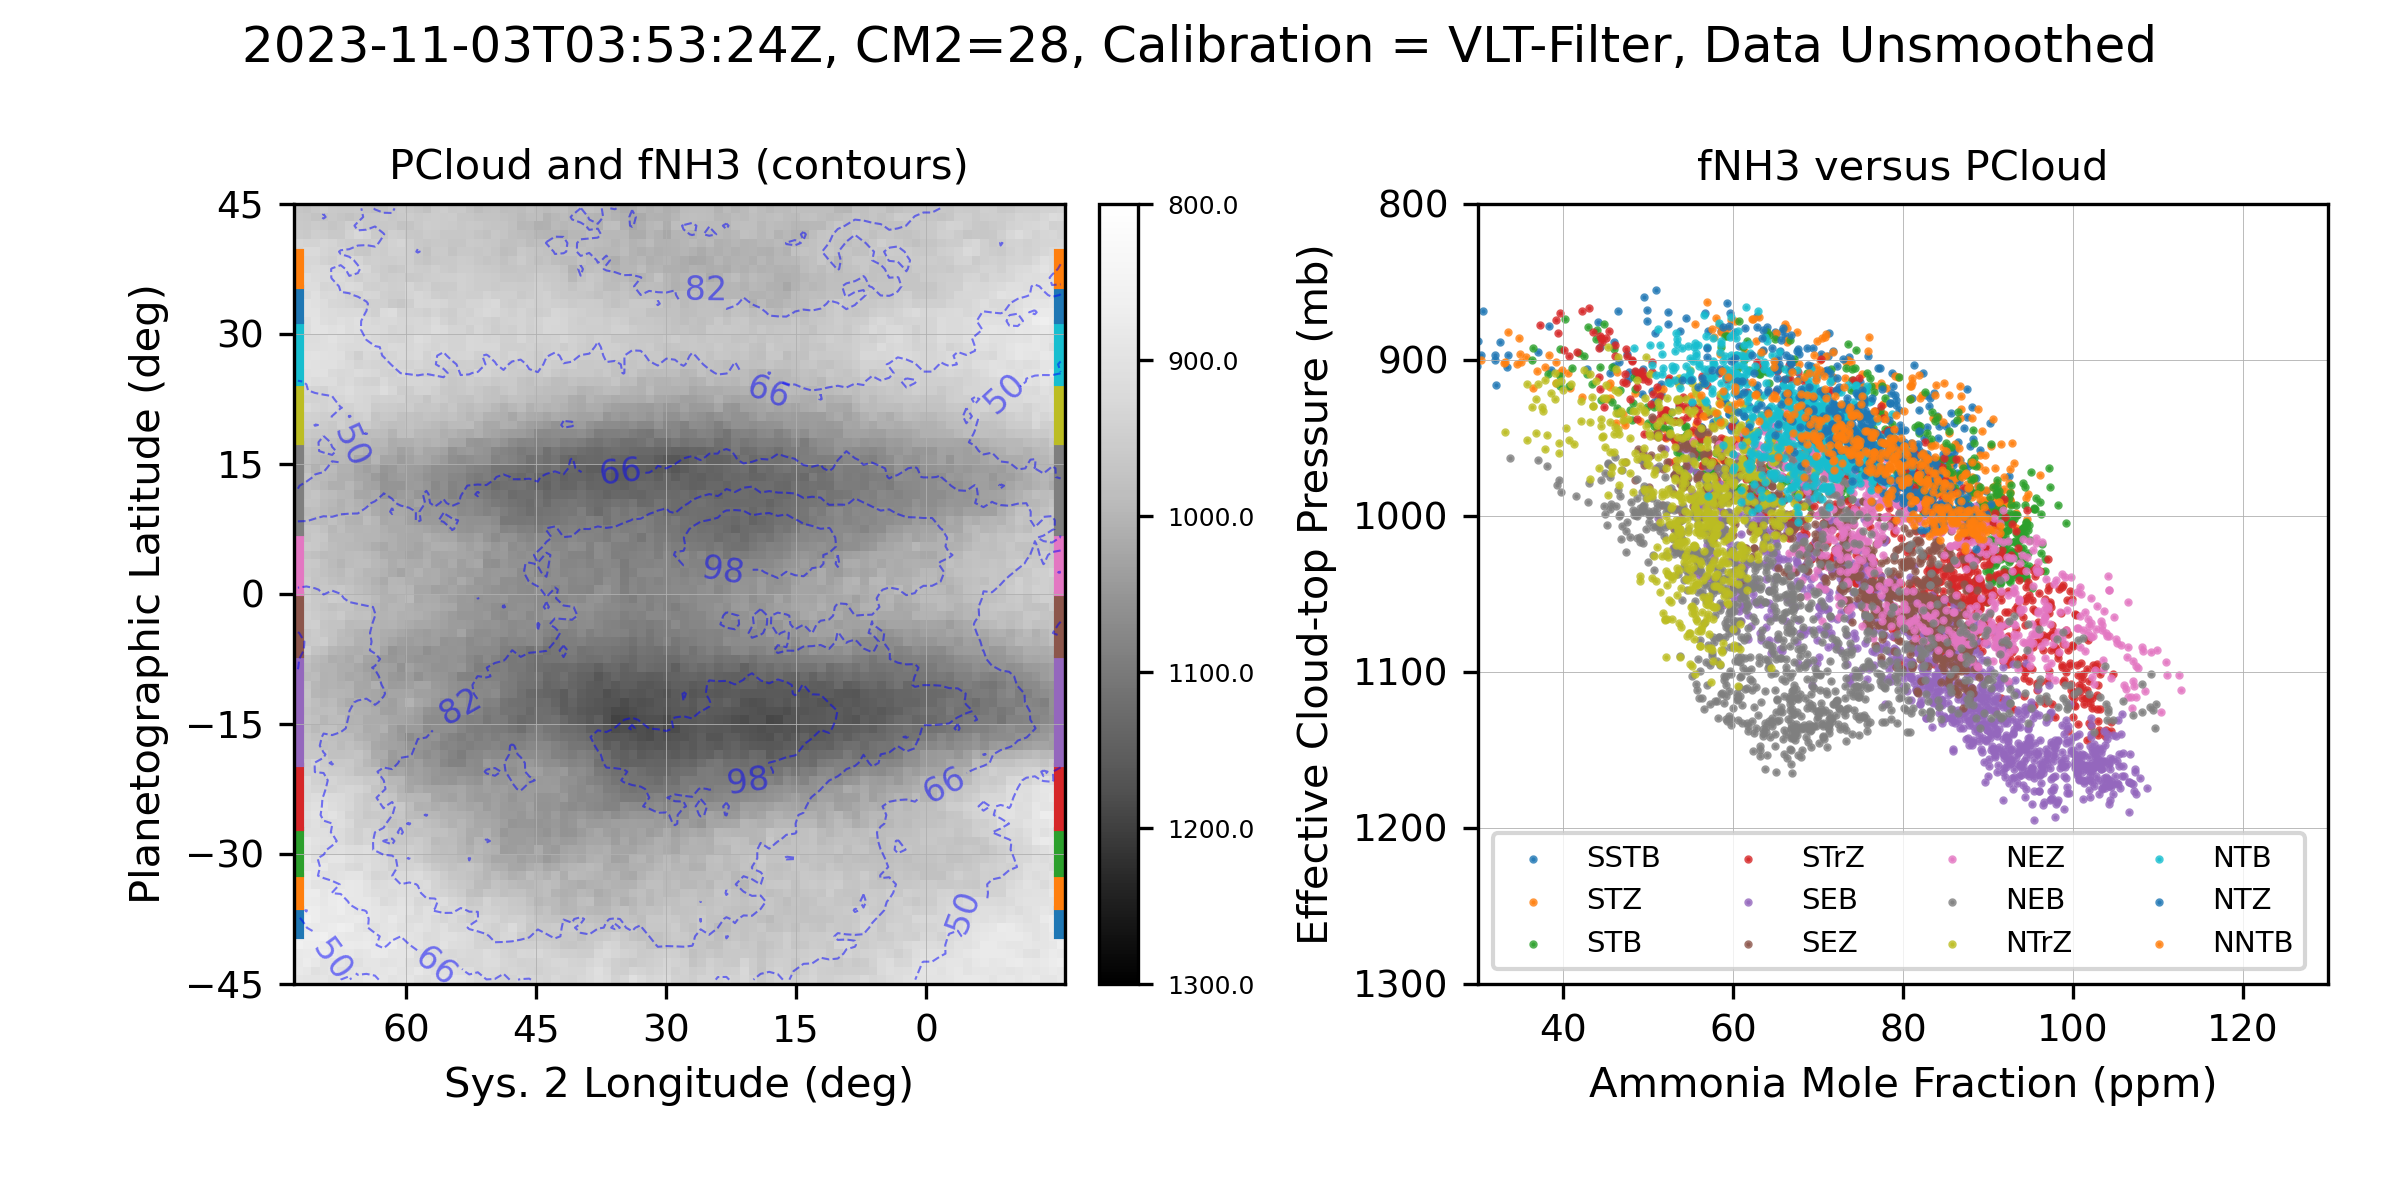 2023-11-03T03:53:24Z, CM2=28, Calibration = VLT-Filter, Data Unsmoothed
PCloud and fNH3 (contours)
45
30
15
0
−15
−30
−45
Planetographic Latitude (deg)
82
66
50
50
66
98
82
98
66
50
50
66
60
45
30
15
0
Sys. 2 Longitude (deg)
800.0
900.0
1000.0
1100.0
1200.0
1300.0
fNH3 versus PCloud
800
900
1000
1100
1200
1300
Effective Cloud-top Pressure (mb)
SSTB
STZ
STB
STrZ
SEB
SEZ
NEZ
NEB
NTrZ
NTB
NTZ
NNTB
40
60
80
100
120
Ammonia Mole Fraction (ppm)